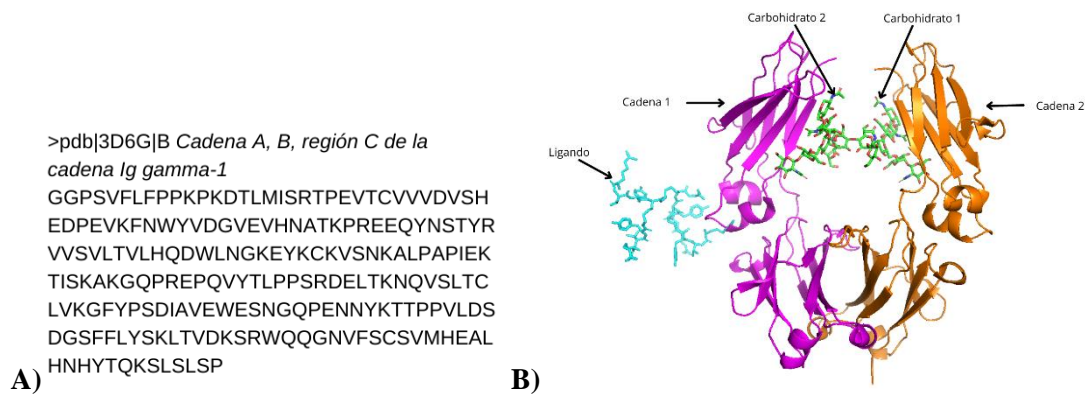 >pdb|3D6G|B Cadena A, B, región C de la
cadena Ig gamma-1
GGPSVFLFPPKPKDTLMISRTPEVTCVVVDVSH
EDPEVKFNWYVDGVEVHNATKPREEQYNSTYR
VVSVLTVLHQDWLNGKEYKCKVSNKALPAPIEK
TISKAKGQPREPQVYTLPPSRDELTKNQVSLTC
LVKGFYPSDIAVEWESNGQPENNYKTTPPVLDS
DGSFFLYSKLTVDKSRWQQGNVFSCSVMHEAL
HNHYTQKSLSLSP
A)
Carbohidrato 2
Carbohidrato 1
Cadena 1
Cadena 2
Ligando
B)